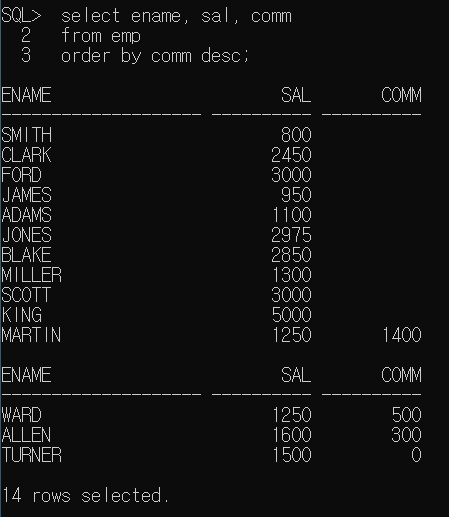 SQL>  select ename, sal, comm
  2   from emp
  3   order by comm desc;
ENAME                       SAL       COMM
-------------------- ---------- ----------
SMITH                       800
CLARK                      2450
FORD                       3000
JAMES                       950
ADAMS                      1100
JONES                      2975
BLAKE                      2850
MILLER                     1300
SCOTT                      3000
KING                       5000
MARTIN                     1250       1400
ENAME                       SAL       COMM
-------------------- ---------- ----------
WARD                       1250        500
ALLEN                      1600        300
TURNER                     1500          0
14 rows selected.